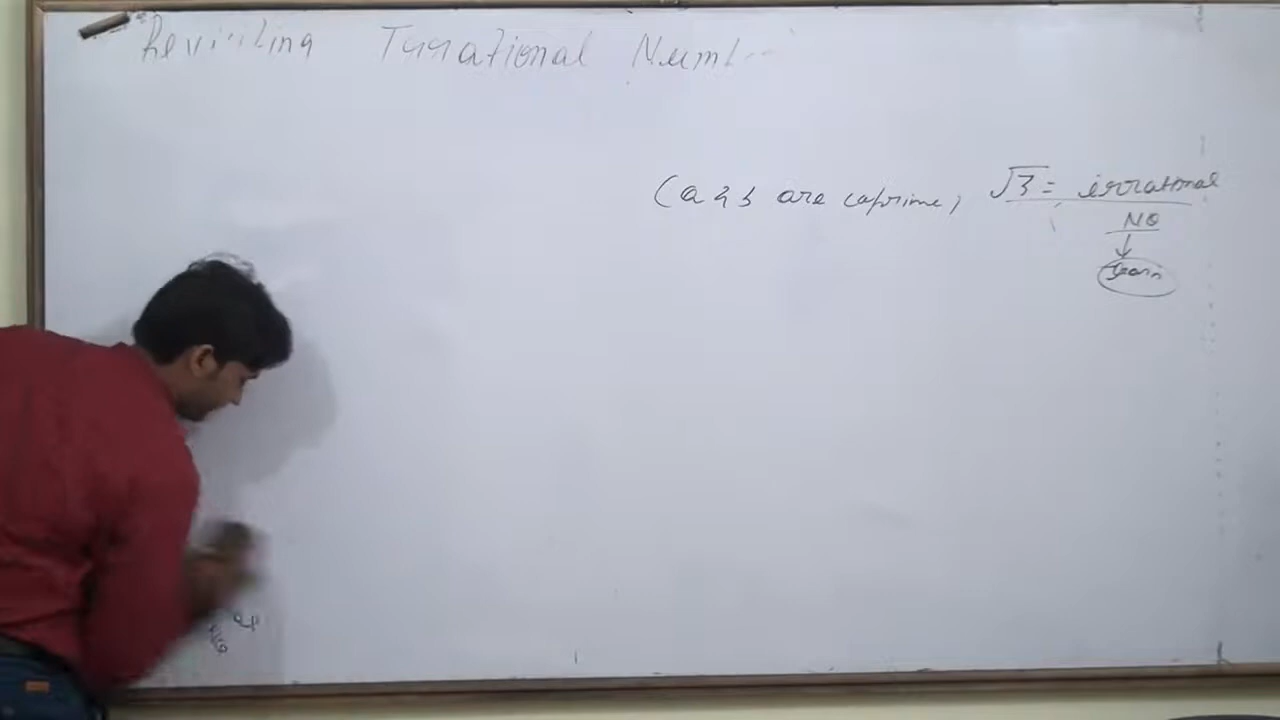 Revisiting Irrational Numb
(a & b are coprime) √3 = irrational
NO